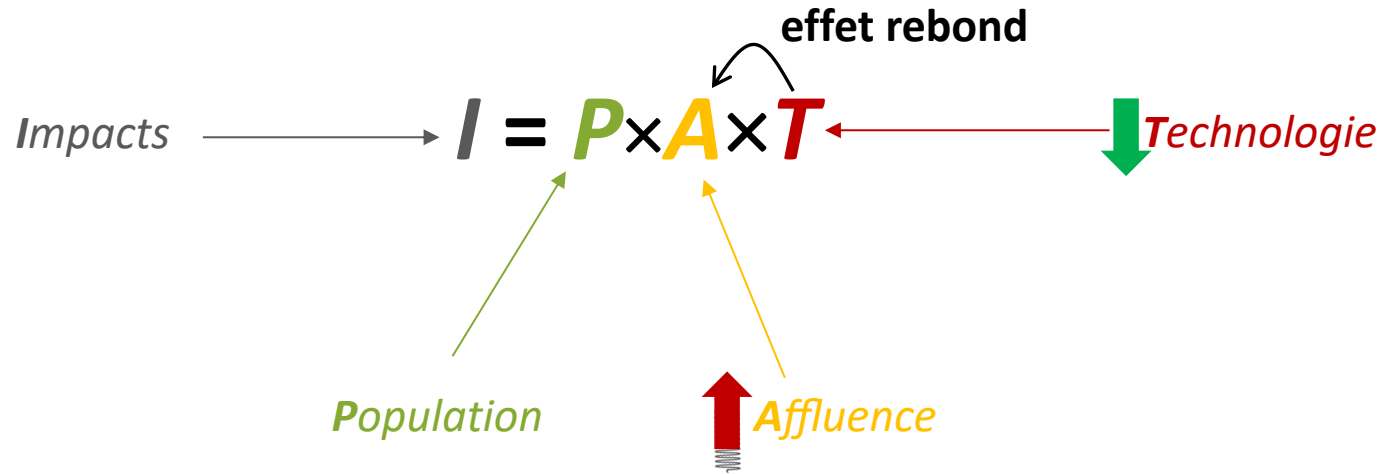 effet rebond
Impacts
I = P×A×T
Technologie
Population
Affluence